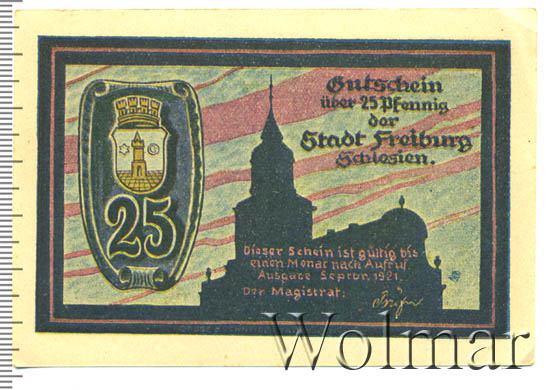 Gutschein
über 25 Pfennig
der
Stadt Freiburg
Schlesien.
25
Dieser Schein ist gültig bis
einen Monat nach Aufruf.
Ausgabe Septbr. 1921.
Der Magistrat:
Wolmar